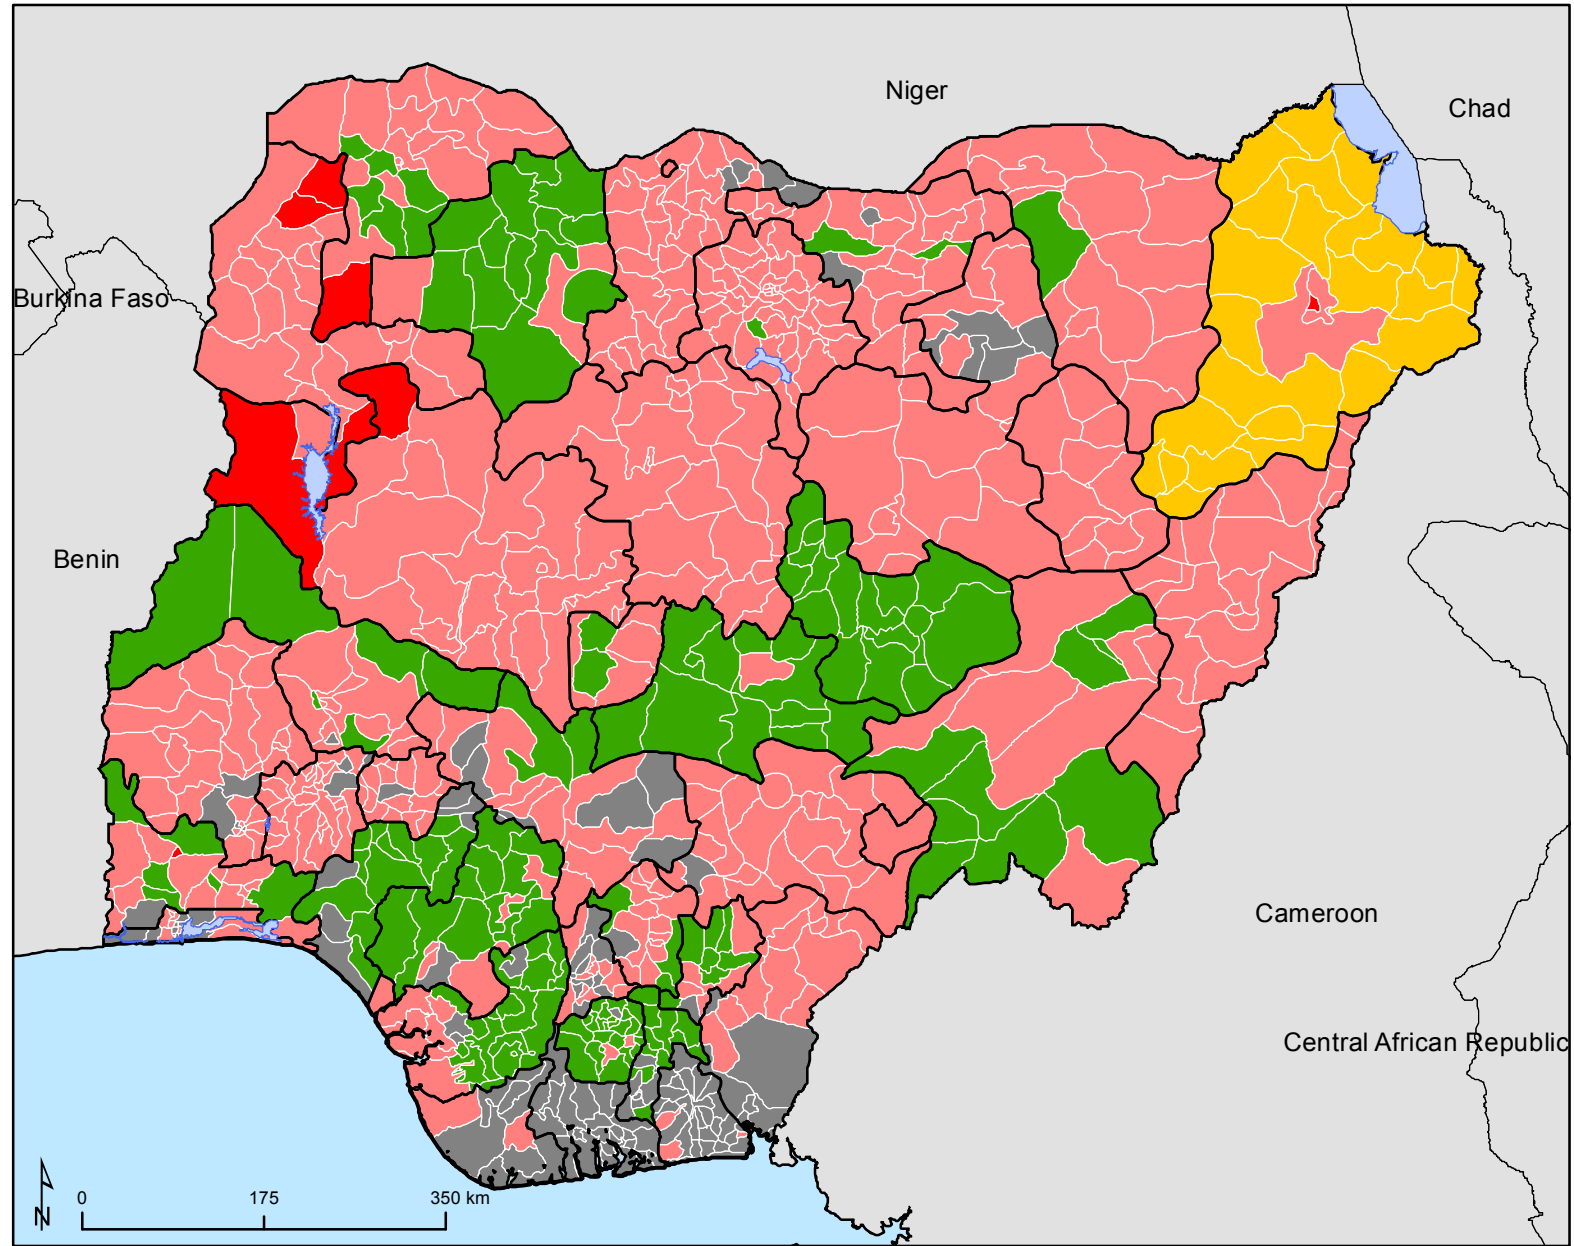 Niger
Chad
Burkina Faso
Benin
Cameroon
Central African Republic
N
0 175 350 km